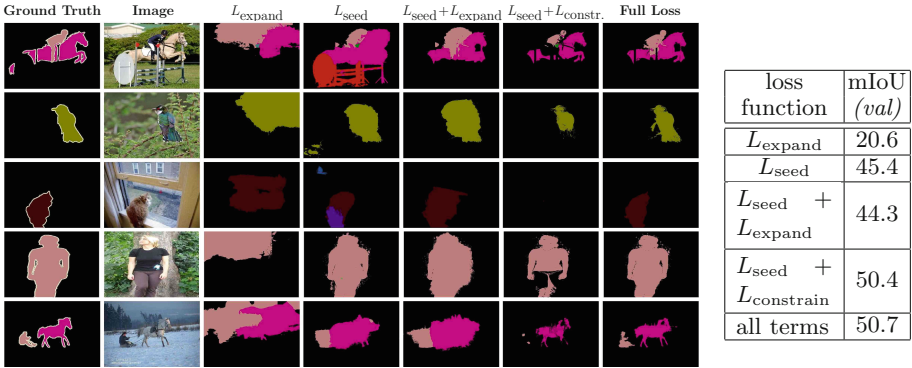 Ground Truth Image L_expand L_seed L_seed+L_expand L_seed+L_constr. Full Loss
loss function mIoU (val)
L_expand 20.6
L_seed 45.4
L_seed + L_expand 44.3
L_seed + L_constrain 50.4
all terms 50.7